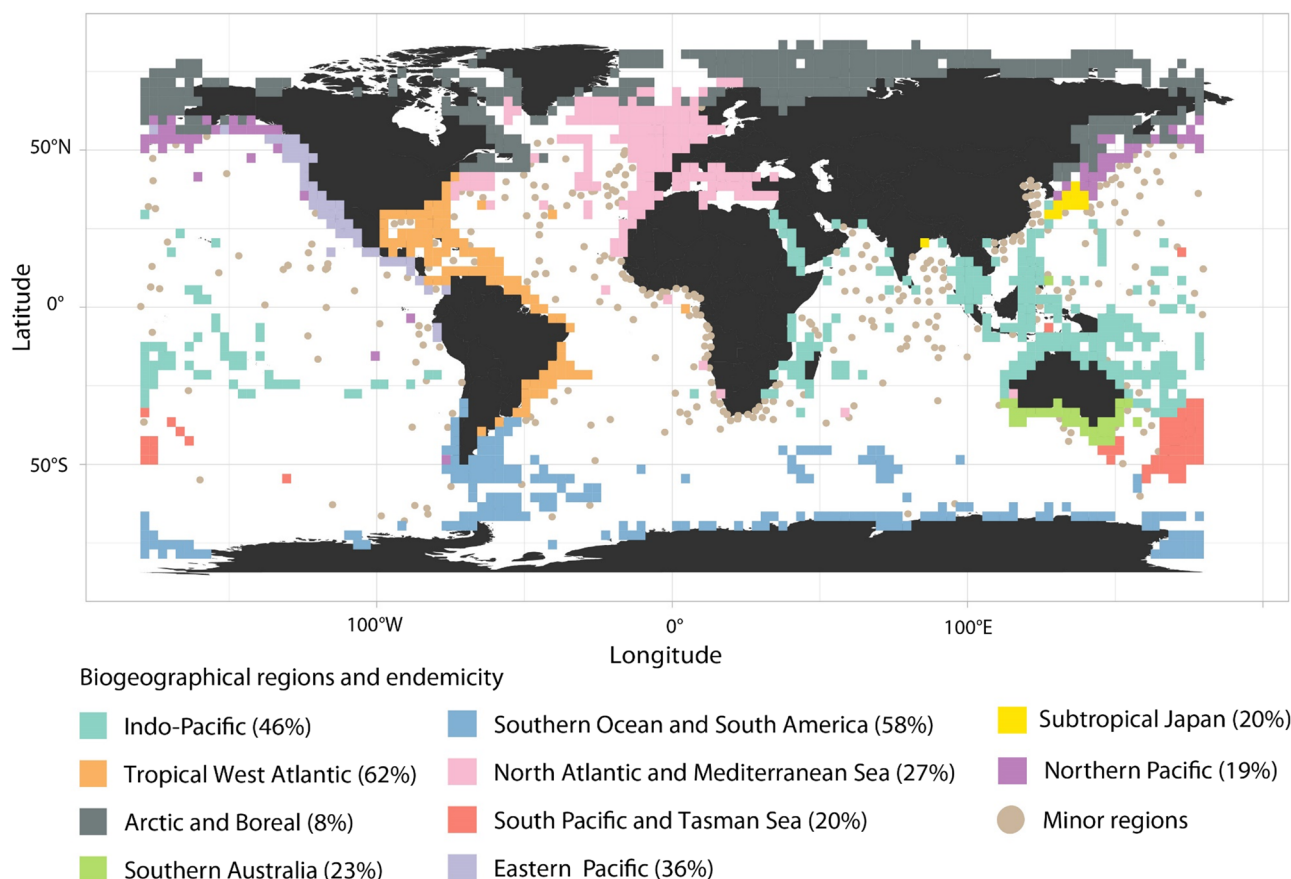 50°N
0°
50°S
Latitude
100°W
0°
100°E
Longitude
Biogeographical regions and endemicity
Indo-Pacific (46%)
Southern Ocean and South America (58%)
Subtropical Japan (20%)
Tropical West Atlantic (62%)
North Atlantic and Mediterranean Sea (27%)
Northern Pacific (19%)
Arctic and Boreal (8%)
South Pacific and Tasman Sea (20%)
Minor regions
Southern Australia (23%)
Eastern Pacific (36%)